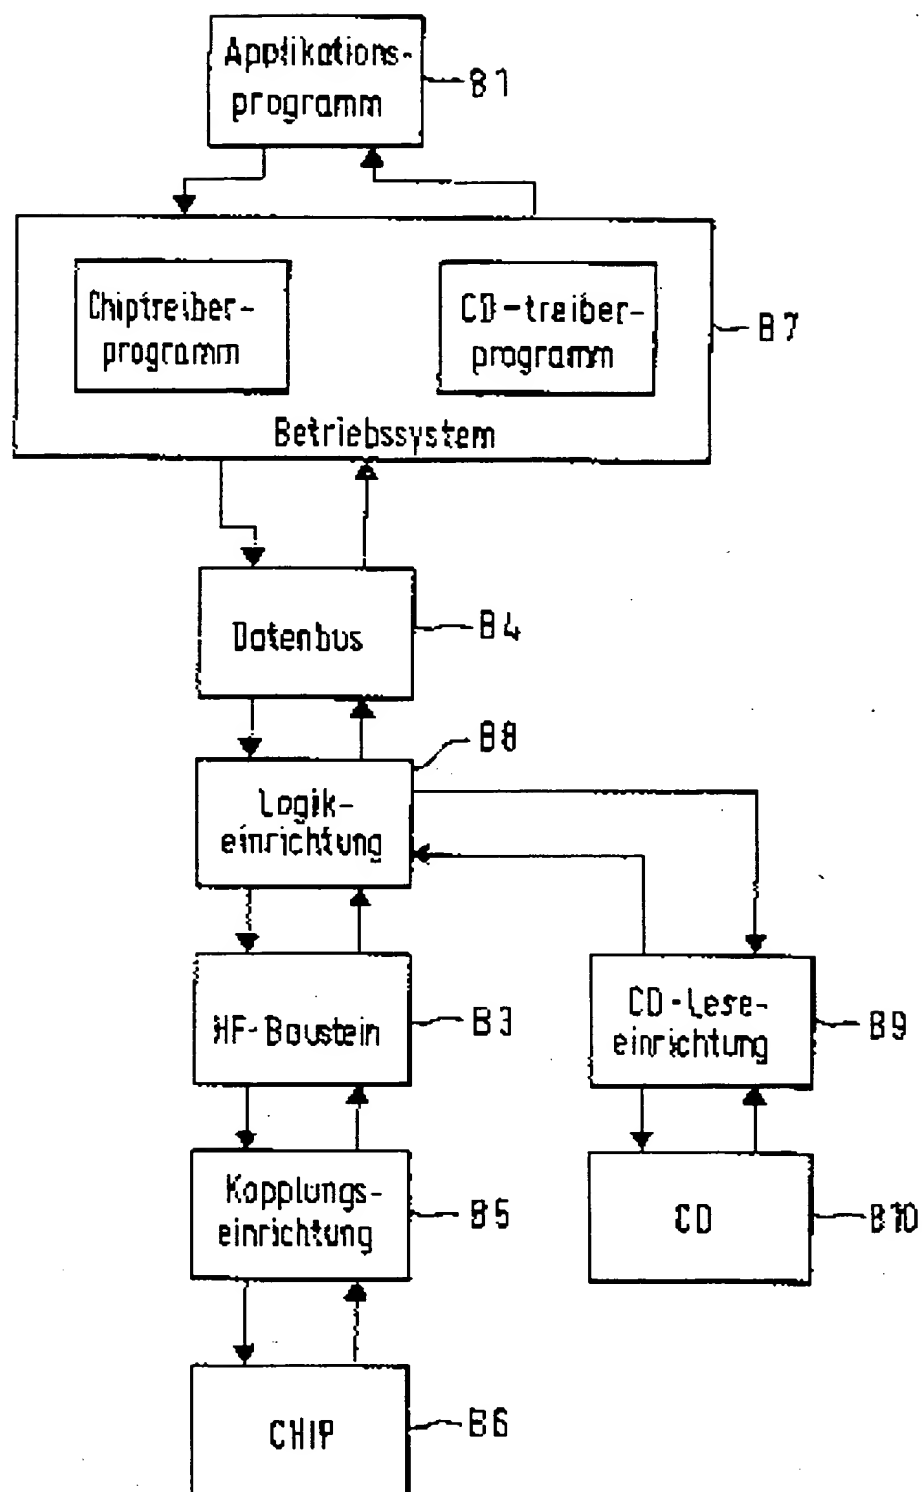 Applikations-
programm
B1
Chiptreiber-
programm
CD-treiber-
programm
B7
Betriebssystem
Datenbus
B4
B8
Logik-
einrichtung
HF-Baustein
B3
CD-Lese-
einrichtung
B9
Kopplungs-
einrichtung
B5
CD
B10
CHIP
B6